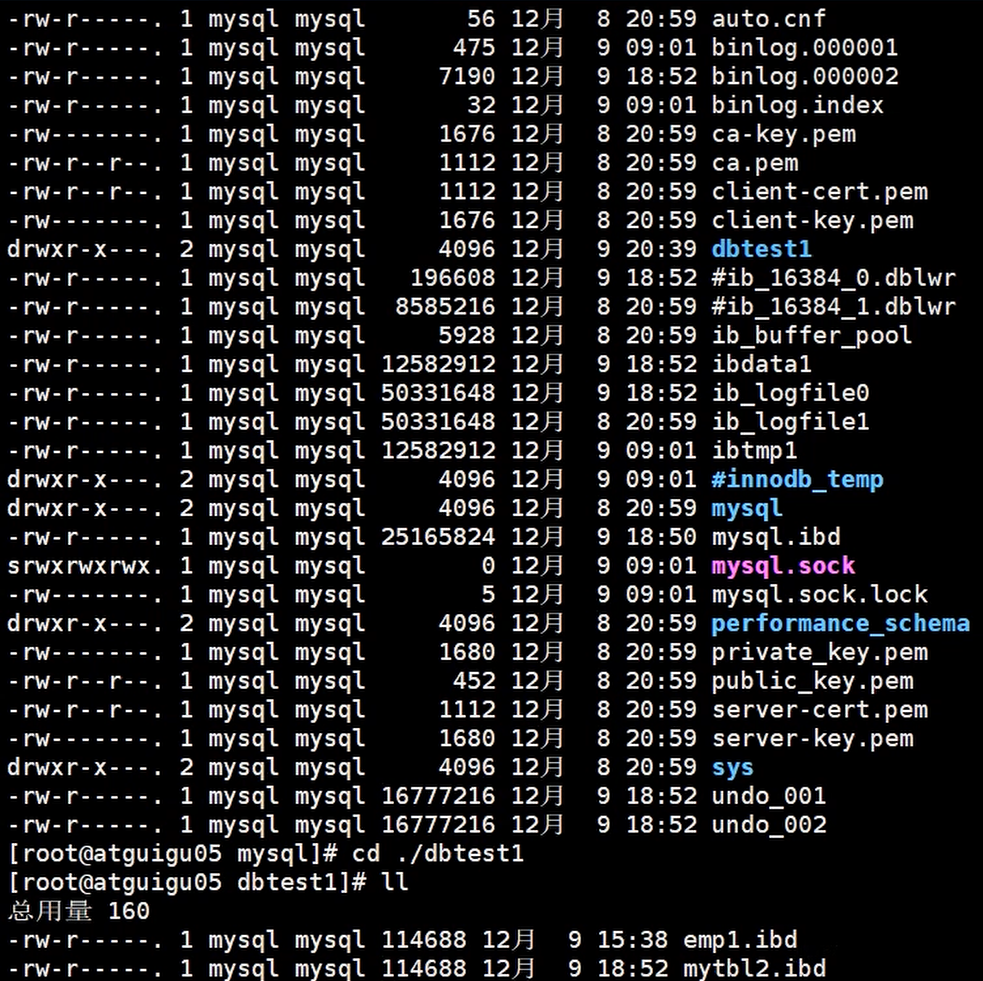 -rw-r-----. 1 mysql mysql       56 12月  8 20:59 auto.cnf
-rw-r-----. 1 mysql mysql      475 12月  9 09:01 binlog.000001
-rw-r-----. 1 mysql mysql     7190 12月  9 18:52 binlog.000002
-rw-r-----. 1 mysql mysql       32 12月  9 09:01 binlog.index
-rw-------. 1 mysql mysql     1676 12月  8 20:59 ca-key.pem
-rw-r--r--. 1 mysql mysql     1112 12月  8 20:59 ca.pem
-rw-r--r--. 1 mysql mysql     1112 12月  8 20:59 client-cert.pem
-rw-------. 1 mysql mysql     1676 12月  8 20:59 client-key.pem
drwxr-x---. 2 mysql mysql     4096 12月  9 20:39 dbtest1
-rw-r-----. 1 mysql mysql   196608 12月  9 18:52 #ib_16384_0.dblwr
-rw-r-----. 1 mysql mysql  8585216 12月  8 20:59 #ib_16384_1.dblwr
-rw-r-----. 1 mysql mysql     5928 12月  8 20:59 ib_buffer_pool
-rw-r-----. 1 mysql mysql 12582912 12月  9 18:52 ibdata1
-rw-r-----. 1 mysql mysql 50331648 12月  9 18:52 ib_logfile0
-rw-r-----. 1 mysql mysql 50331648 12月  8 20:59 ib_logfile1
-rw-r-----. 1 mysql mysql 12582912 12月  9 09:01 ibtmp1
drwxr-x---. 2 mysql mysql     4096 12月  9 09:01 #innodb_temp
drwxr-x---. 2 mysql mysql     4096 12月  8 20:59 mysql
-rw-r-----. 1 mysql mysql 25165824 12月  9 18:50 mysql.ibd
srwxrwxrwx. 1 mysql mysql        0 12月  9 09:01 mysql.sock
-rw-------. 1 mysql mysql        5 12月  9 09:01 mysql.sock.lock
drwxr-x---. 2 mysql mysql     4096 12月  8 20:59 performance_schema
-rw-------. 1 mysql mysql     1680 12月  8 20:59 private_key.pem
-rw-r--r--. 1 mysql mysql      452 12月  8 20:59 public_key.pem
-rw-r--r--. 1 mysql mysql     1112 12月  8 20:59 server-cert.pem
-rw-------. 1 mysql mysql     1680 12月  8 20:59 server-key.pem
drwxr-x---. 2 mysql mysql     4096 12月  8 20:59 sys
-rw-r-----. 1 mysql mysql 16777216 12月  9 18:52 undo_001
-rw-r-----. 1 mysql mysql 16777216 12月  9 18:52 undo_002
[root@atguigu05 mysql]# cd ./dbtest1
[root@atguigu05 dbtest1]# ll
总用量 160
-rw-r-----. 1 mysql mysql 114688 12月  9 15:38 emp1.ibd
-rw-r-----. 1 mysql mysql 114688 12月  9 18:52 mytbl2.ibd